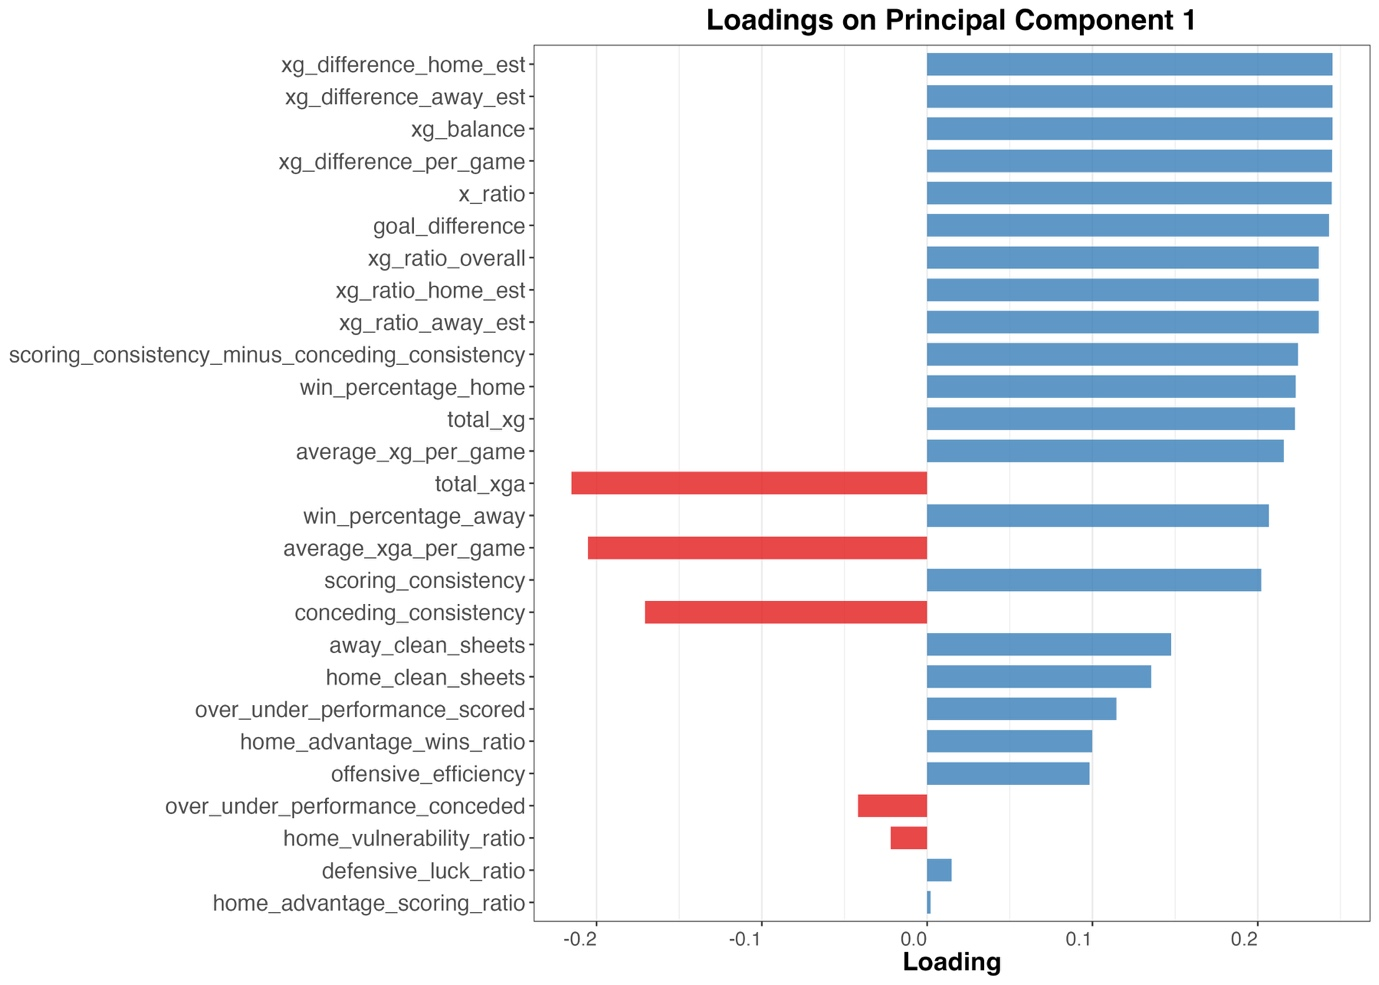 Loadings on Principal Component 1
xg_difference_home_est
xg_difference_away_est
xg_balance
xg_difference_per_game
x_ratio
goal_difference
xg_ratio_overall
xg_ratio_home_est
xg_ratio_away_est
scoring_consistency_minus_conceding_consistency
win_percentage_home
total_xg
average_xg_per_game
total_xga
win_percentage_away
average_xga_per_game
scoring_consistency
conceding_consistency
away_clean_sheets
home_clean_sheets
over_under_performance_scored
home_advantage_wins_ratio
offensive_efficiency
over_under_performance_conceded
home_vulnerability_ratio
defensive_luck_ratio
home_advantage_scoring_ratio
-0.2 -0.1 0.0 0.1 0.2
Loading